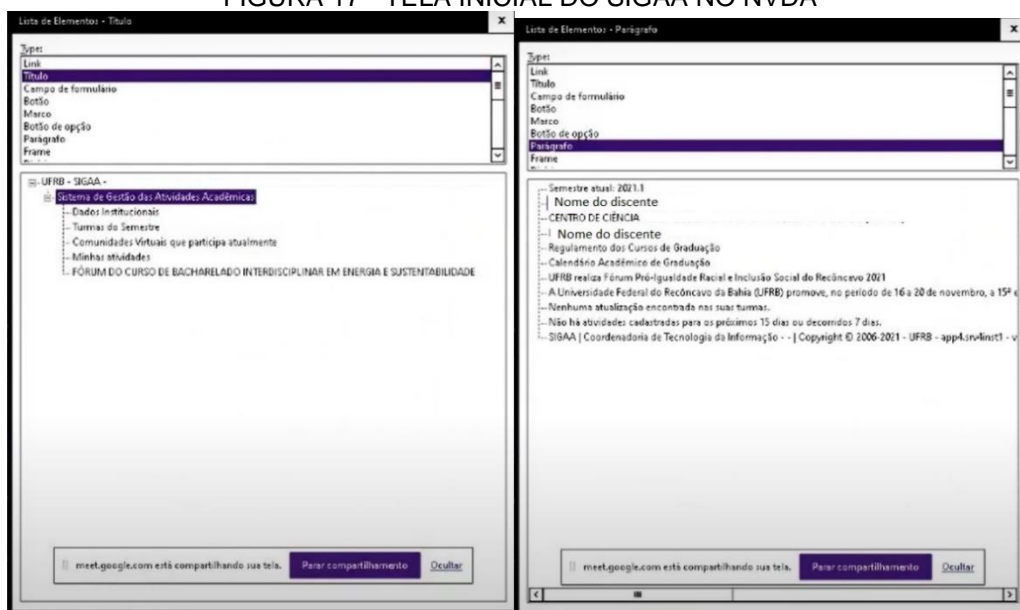 FIGURA 17 - TELA INICIAL DO SIGAA NO NVDA
Lista de Elementos - Título
Type:
Link
Título
Campo de formulário
Botão
Marco
Botão de opção
Parágrafo
Frame
UFRB - SIGAA -
Sistema de Gestão das Atividades Acadêmicas
Dados Institucionais
Turmas do Semestre
Comunidades Virtuais que participa atualmente
Minhas atividades
FÓRUM DO CURSO DE BACHARELADO INTERDISCIPLINAR EM ENERGIA E SUSTENTABILIDADE
meet.google.com está compartilhando sua tela. Parar compartilhamento Ocultar
Lista de Elementos - Parágrafo
Type:
Link
Título
Campo de formulário
Botão
Marco
Botão de opção
Parágrafo
Frame
Semestre atual: 2021.1
Nome do discente
CENTRO DE CIÊNCIA
Nome do discente
Regulamento dos Cursos de Graduação
Calendário Acadêmico de Graduação
UFRB realiza Fórum Pró-Igualdade Racial e Inclusão Social do Recôncavo 2021
A Universidade Federal do Recôncavo da Bahia (UFRB) promove, no período de 16 a 20 de novembro, a 15ª e
Nenhuma atualização encontrada nas suas turmas.
Não há atividades cadastradas para os próximos 15 dias ou decorridos 7 dias.
SIGAA | Coordenadoria de Tecnologia da Informação - - | Copyright © 2006-2021 - UFRB - app4.srv4inst1 - v
meet.google.com está compartilhando sua tela. Parar compartilhamento Ocultar